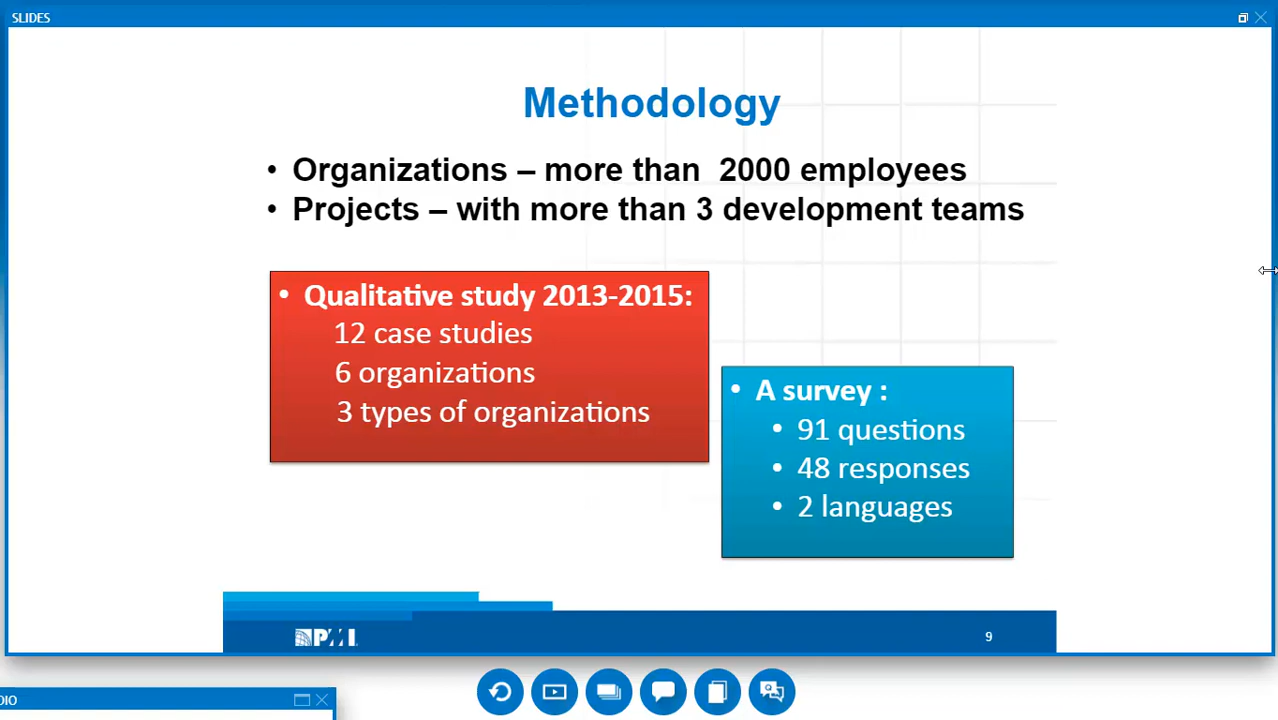 SLIDES
Methodology
• Organizations – more than 2000 employees
• Projects – with more than 3 development teams
• Qualitative study 2013-2015:
12 case studies
6 organizations
3 types of organizations
• A survey :
• 91 questions
• 48 responses
• 2 languages
PMI
9
DIO